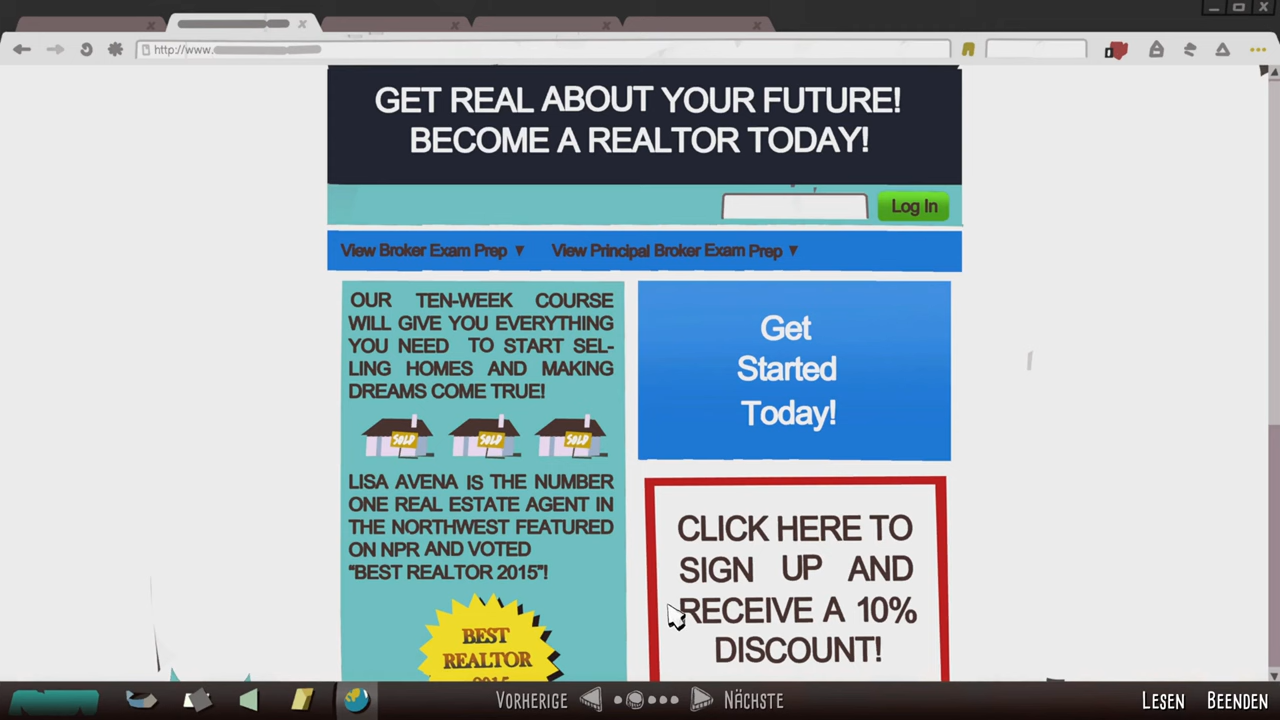 http://www.
GET REAL ABOUT YOUR FUTURE!
BECOME A REALTOR TODAY!
Log In
View Broker Exam Prep ▼ View Principal Broker Exam Prep ▼
OUR TEN-WEEK COURSE
WILL GIVE YOU EVERYTHING
YOU NEED TO START SEL-
LING HOMES AND MAKING
DREAMS COME TRUE!
SOLD SOLD SOLD
LISA AVENA IS THE NUMBER
ONE REAL ESTATE AGENT IN
THE NORTHWEST FEATURED
ON NPR AND VOTED
"BEST REALTOR 2015"!
BEST
REALTOR
2015
Get
Started
Today!
CLICK HERE TO
SIGN UP AND
RECEIVE A 10%
DISCOUNT!
VORHERIGE NÄCHSTE LESEN BEENDEN